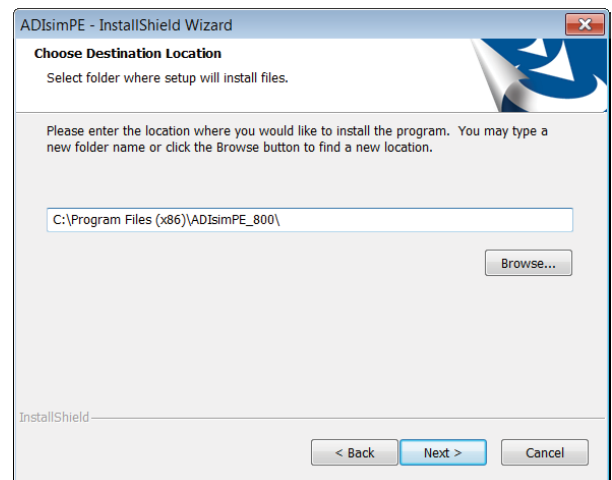 ADIsimPE - InstallShield Wizard
Choose Destination Location
Select folder where setup will install files.
Please enter the location where you would like to install the program. You may type a
new folder name or click the Browse button to find a new location.
C:\Program Files (x86)\ADIsimPE_800\
Browse...
InstallShield
< Back Next > Cancel